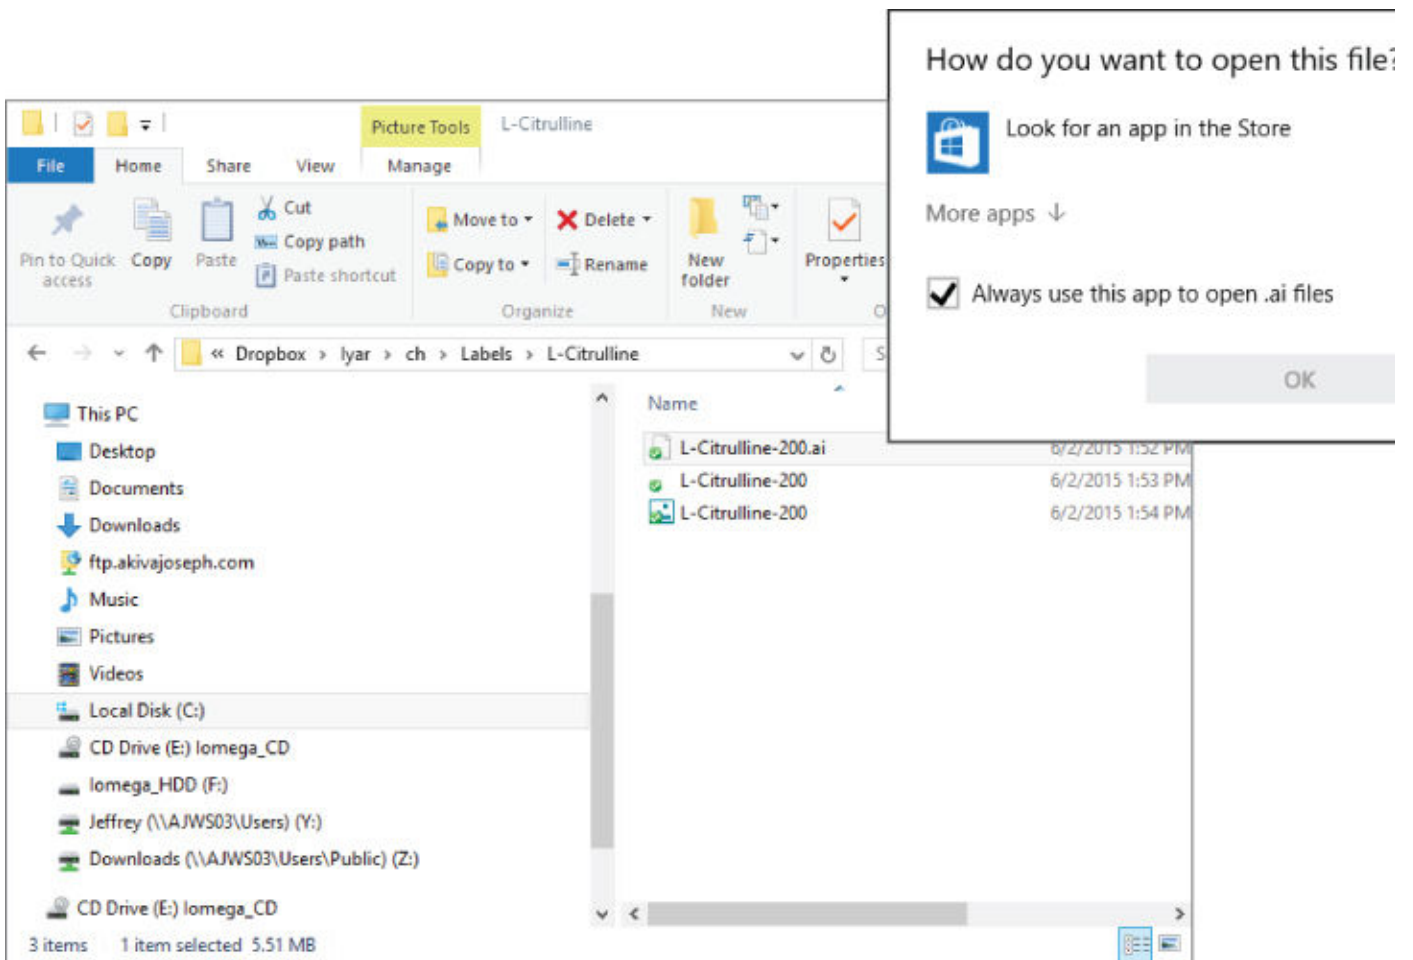 How do you want to open this file?
Look for an app in the Store
More apps
Always use this app to open .ai files
OK
Picture Tools L-Citrulline
File Home Share View Manage
Pin to Quick access
Copy
Paste
Cut
Copy path
Paste shortcut
Clipboard
Move to
Copy to
Delete
Rename
Organize
New folder
New
Properties
« Dropbox › lyar › ch › Labels › L-Citrulline
This PC
Desktop
Documents
Downloads
ftp.akivajoseph.com
Music
Pictures
Videos
Local Disk (C:)
CD Drive (E:) Iomega_CD
Iomega_HDD (F:)
Jeffrey (\\AJWS03\Users) (Y:)
Downloads (\\AJWS03\Users\Public) (Z:)
CD Drive (E:) Iomega_CD
Name
L-Citrulline-200.ai 6/2/2015 1:52 PM
L-Citrulline-200 6/2/2015 1:53 PM
L-Citrulline-200 6/2/2015 1:54 PM
3 items 1 item selected 5.51 MB